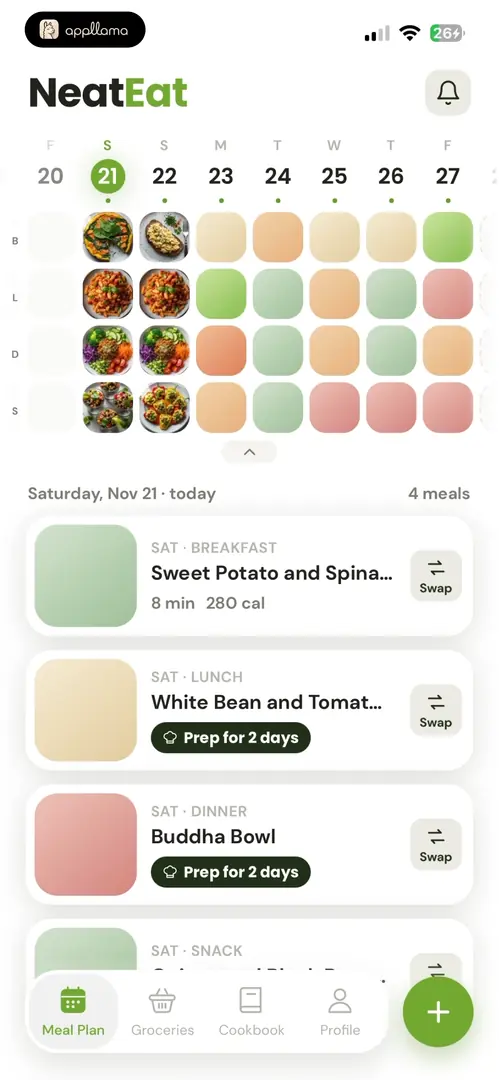 appllama
26
NeatEat
F S S M T W T F
20 21 22 23 24 25 26 27
B
L
D
S
Saturday, Nov 21 · today 4 meals
SAT · BREAKFAST
Sweet Potato and Spina...
8 min 280 cal
Swap
SAT · LUNCH
White Bean and Tomat...
Prep for 2 days
Swap
SAT · DINNER
Buddha Bowl
Prep for 2 days
Swap
SAT · SNACK
Meal Plan Groceries Cookbook Profile